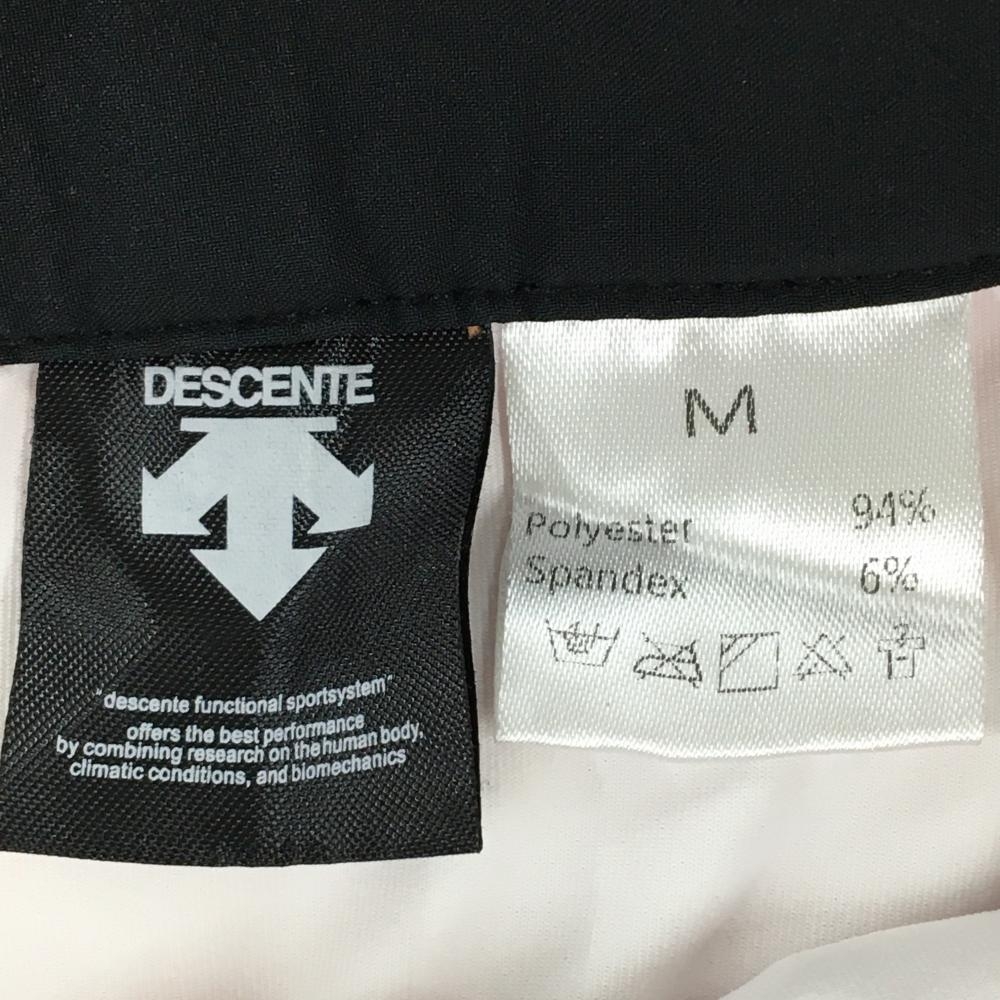 DESCENTE
"descente functional sportsystem"
offers the best performance
by combining research on the human body,
climatic conditions, and biomechanics
M
Polyester 94%
Spandex 6%